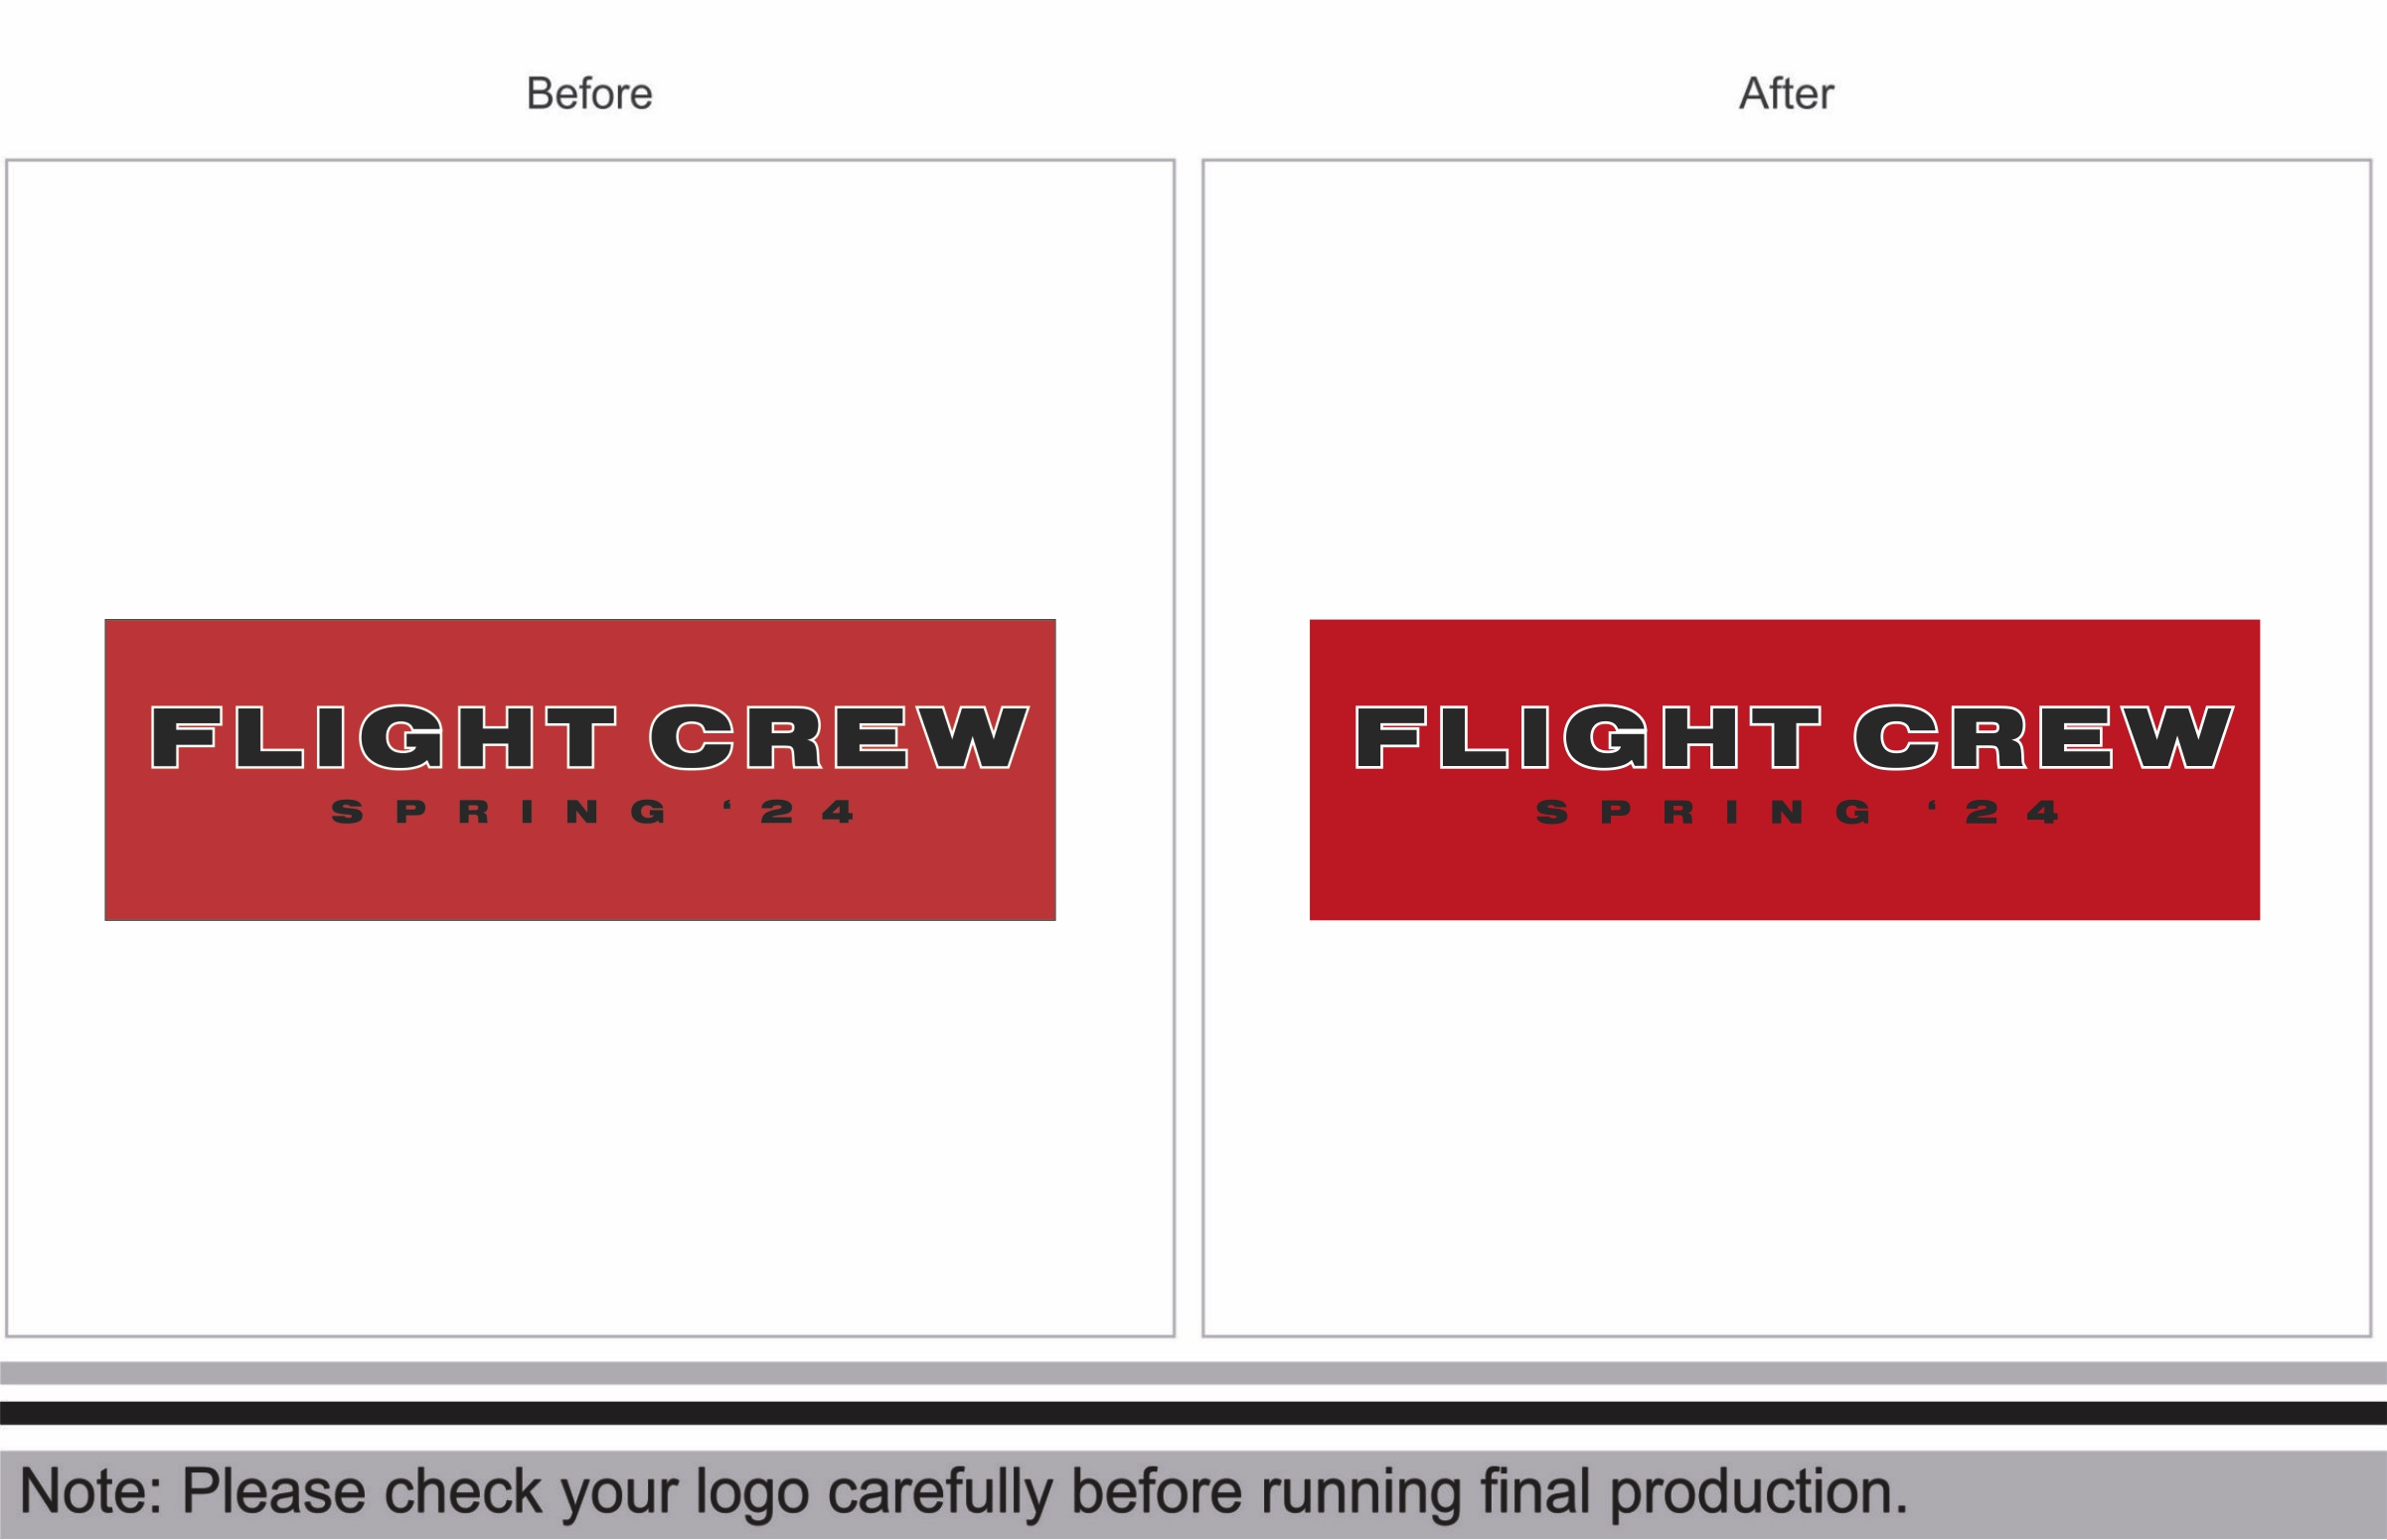 Before
After
FLIGHT CREW
SPRING ‘24
FLIGHT CREW
SPRING ‘24
Note: Please check your logo carefully before running final production.